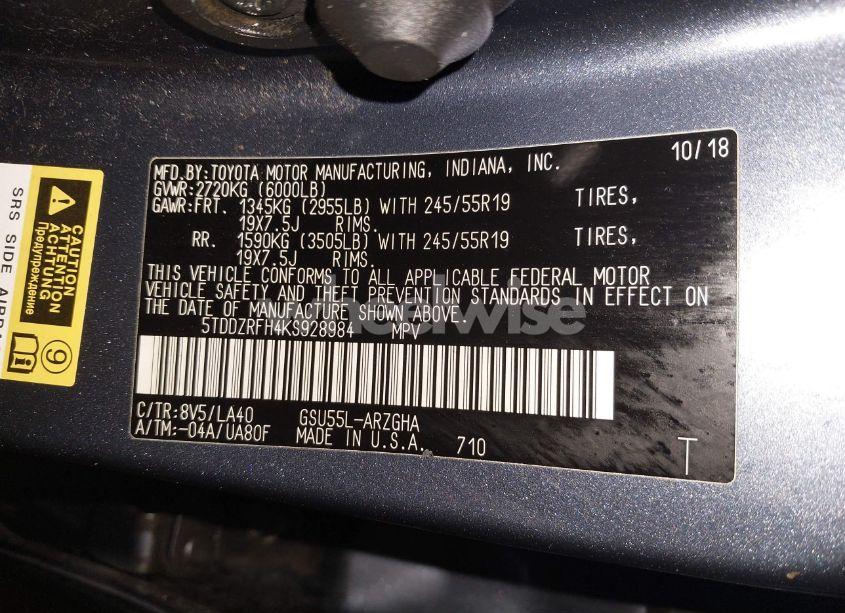 MFD.BY:TOYOTA MOTOR MANUFACTURING, INDIANA, INC. 10/18
GVWR:2720KG (6000LB)
GAWR:FRT. 1345KG (2955LB) WITH 245/55R19 TIRES,
19X7.5J RIMS.
RR. 1590KG (3505LB) WITH 245/55R19 TIRES,
19X7.5J RIMS.
THIS VEHICLE CONFORMS TO ALL APPLICABLE FEDERAL MOTOR
VEHICLE SAFETY AND THEFT PREVENTION STANDARDS IN EFFECT ON
THE DATE OF MANUFACTURE SHOWN ABOVE.
5TDDZRFH4KS928984 MPV
C/TR:8V5/LA40 GSU55L-ARZGHA
A/TM:-04A/UA80F MADE IN U.S.A. 710 T
CAUTION
ATTENTION
ACHTUNG
Предупреждение
9
SRS SIDE
wheelwise